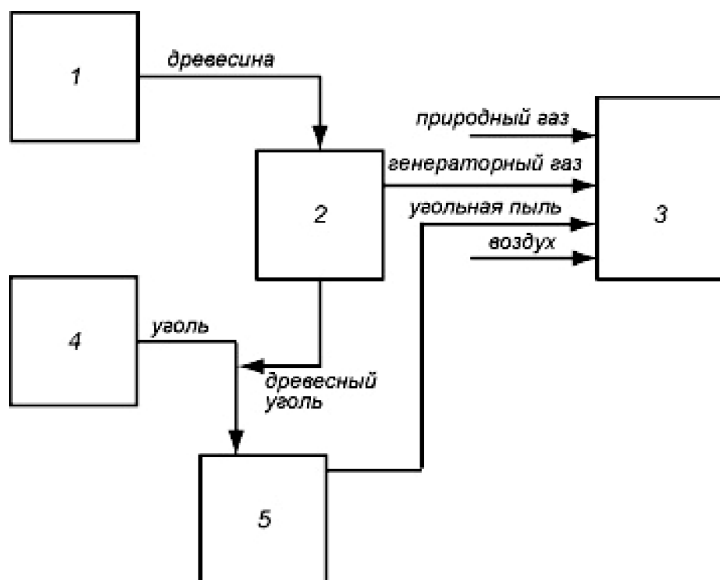 1
древесина
природный газ
генераторный газ
2
угольная пыль
3
воздух
4
уголь
древесный
уголь
5